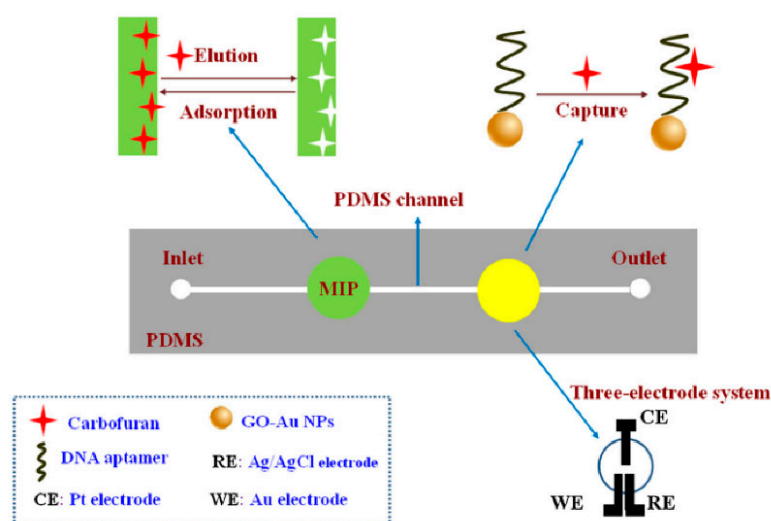 Elution
Adsorption
Capture
PDMS channel
Inlet
Outlet
MIP
PDMS
Three-electrode system
CE
WE
RE
Carbofuran
GO-Au NPs
DNA aptamer
RE: Ag/AgCl electrode
CE: Pt electrode
WE: Au electrode